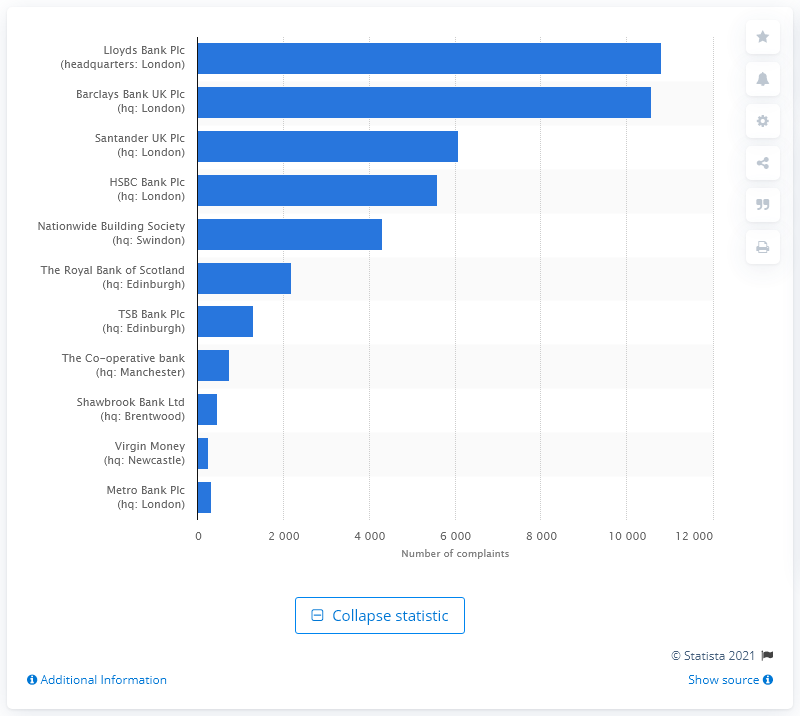 Lloyds Bank Plc
(headquarters: London)
Barclays Bank UK Plc
(hq: London)
Santander UK Plc
(hq: London)
HSBC Bank Plc
(hq: London)
Nationwide Building Society
(hq: Swindon)
The Royal Bank of Scotland
(hq: Edinburgh)
TSB Bank Plc
(hq: Edinburgh)
The Co-operative bank
(hq: Manchester)
Shawbrook Bank Ltd
(hq: Brentwood)
Virgin Money
(hq: Newcastle)
Metro Bank Plc
(hq: London)
0 2 000 4 000 6 000 8 000 10 000 12 000
Number of complaints
Collapse statistic
© Statista 2021
Additional Information
Show source